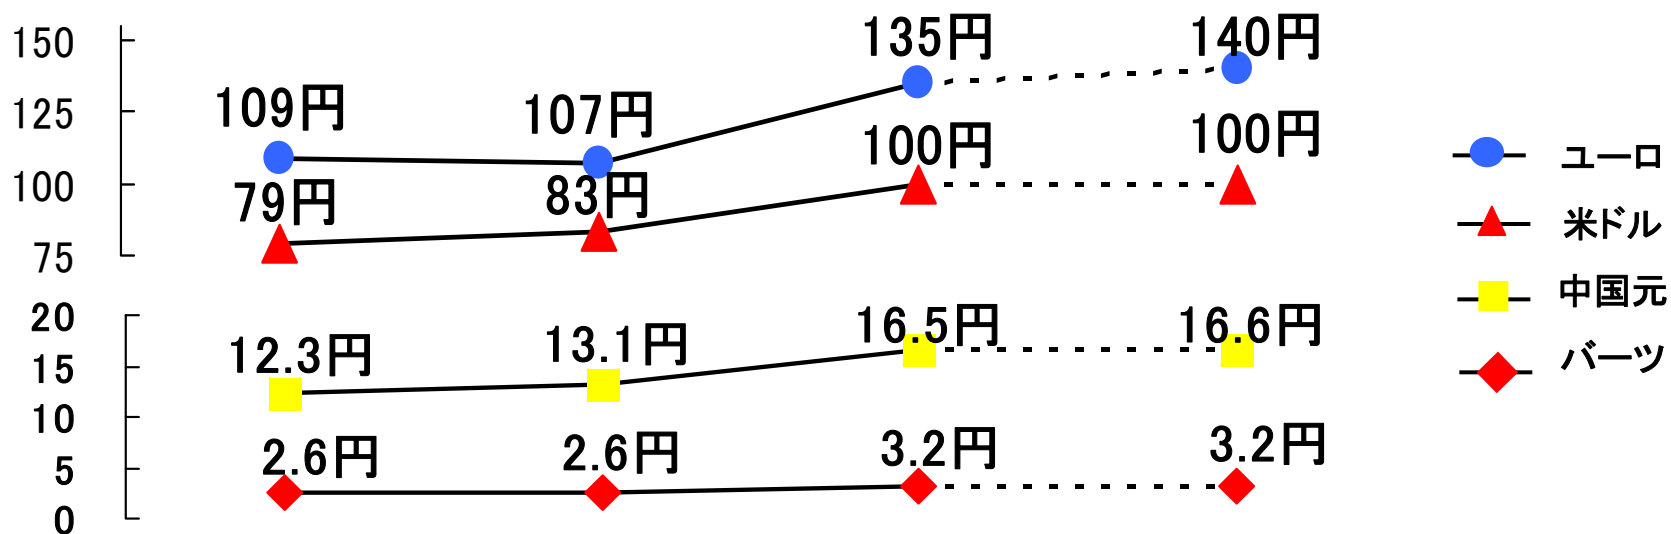 150
125
100
75
109円
107円
135円
140円
79円
83円
100円
100円
20
15
10
5
0
12.3円
13.1円
16.5円
16.6円
2.6円
2.6円
3.2円
3.2円
ユーロ
米ドル
中国元
バーツ